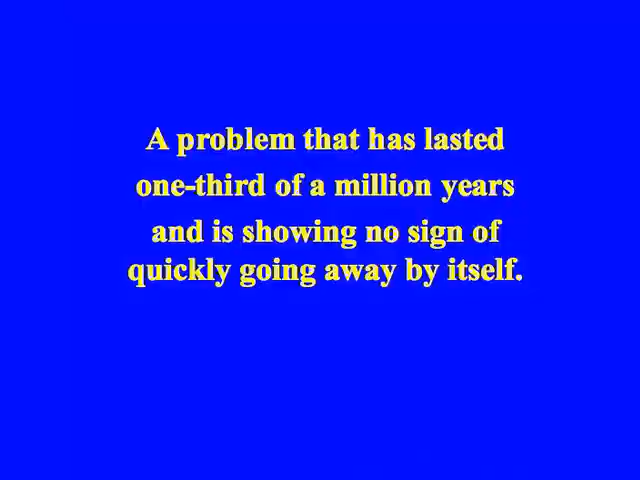 A problem that has lasted
one-third of a million years
and is showing no sign of
quickly going away by itself.